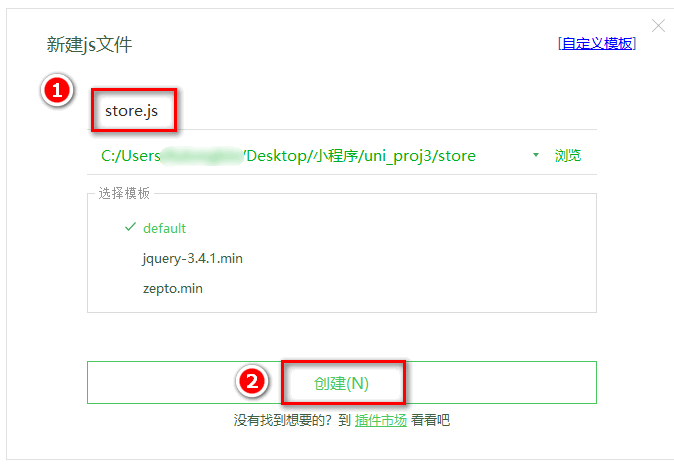 新建js文件 [自定义模板]
1
store.js
C:/Users /Desktop/小程序/uni_proj3/store 浏览
选择模板
default
jquery-3.4.1.min
zepto.min
2 创建(N)
没有找到想要的？到 插件市场 看看吧